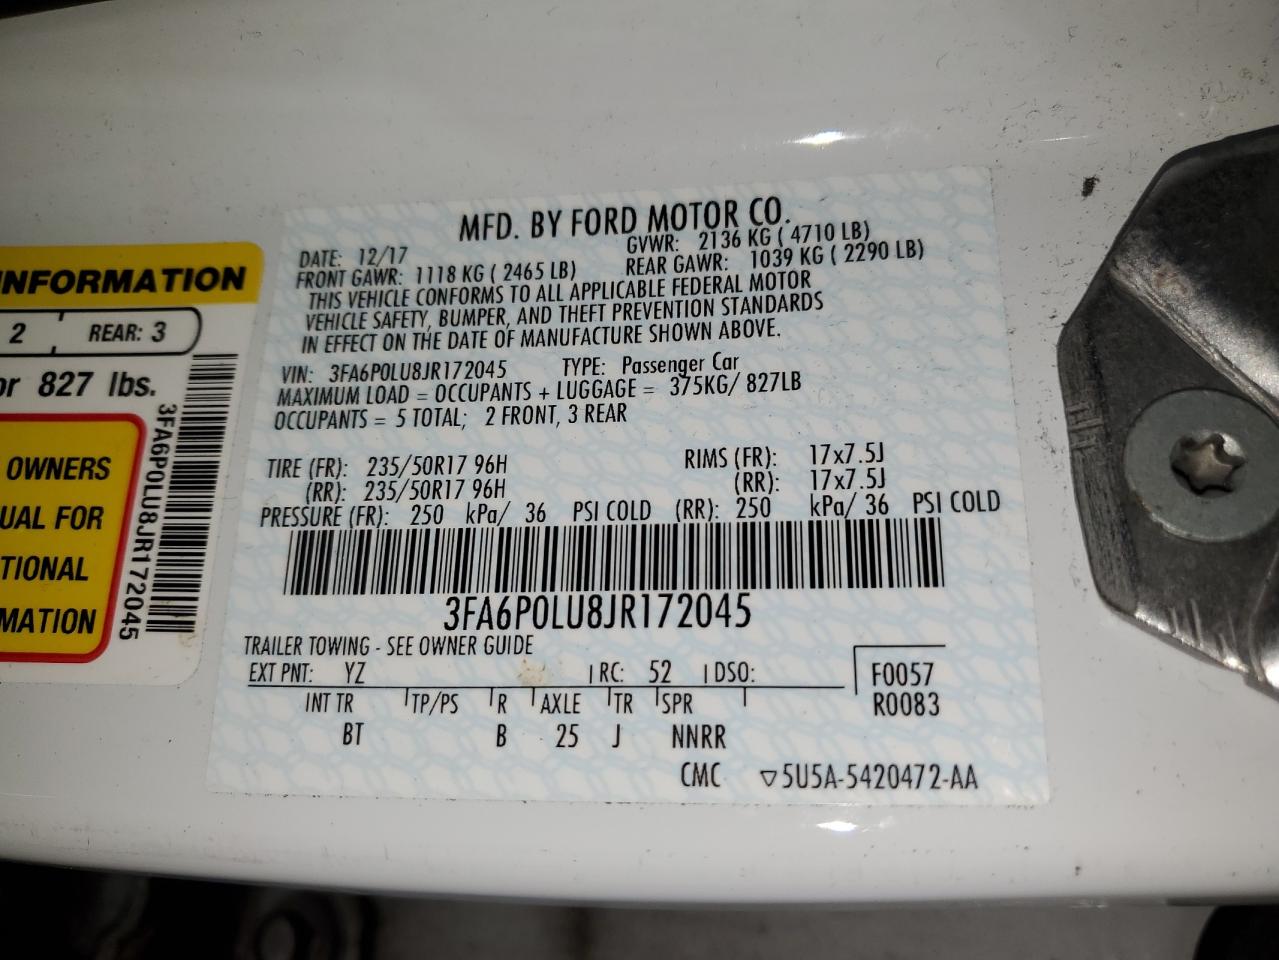 MFD. BY FORD MOTOR CO.
DATE: 12/17 GVWR: 2136 KG ( 4710 LB)
FRONT GAWR: 1118 KG ( 2465 LB) REAR GAWR: 1039 KG ( 2290 LB)
THIS VEHICLE CONFORMS TO ALL APPLICABLE FEDERAL MOTOR
VEHICLE SAFETY, BUMPER, AND THEFT PREVENTION STANDARDS
IN EFFECT ON THE DATE OF MANUFACTURE SHOWN ABOVE.
VIN: 3FA6P0LU8JR172045 TYPE: Passenger Car
MAXIMUM LOAD = OCCUPANTS + LUGGAGE = 375KG/ 827LB
OCCUPANTS = 5 TOTAL; 2 FRONT, 3 REAR
TIRE (FR): 235/50R17 96H RIMS (FR): 17x7.5J
(RR): 235/50R17 96H (RR): 17x7.5J
PRESSURE (FR): 250 kPa/ 36 PSI COLD (RR): 250 kPa/ 36 PSI COLD
3FA6P0LU8JR172045
TRAILER TOWING - SEE OWNER GUIDE
EXT PNT: YZ RC: 52 DSO: F0057
INT TR TP/PS R AXLE TR SPR R0083
BT B 25 J NNRR
CMC ▽5U5A-5420472-AA
NFORMATION
2 REAR: 3
or 827 lbs.
OWNERS
UAL FOR
TIONAL
MATION
3FA6P0LU8JR172045